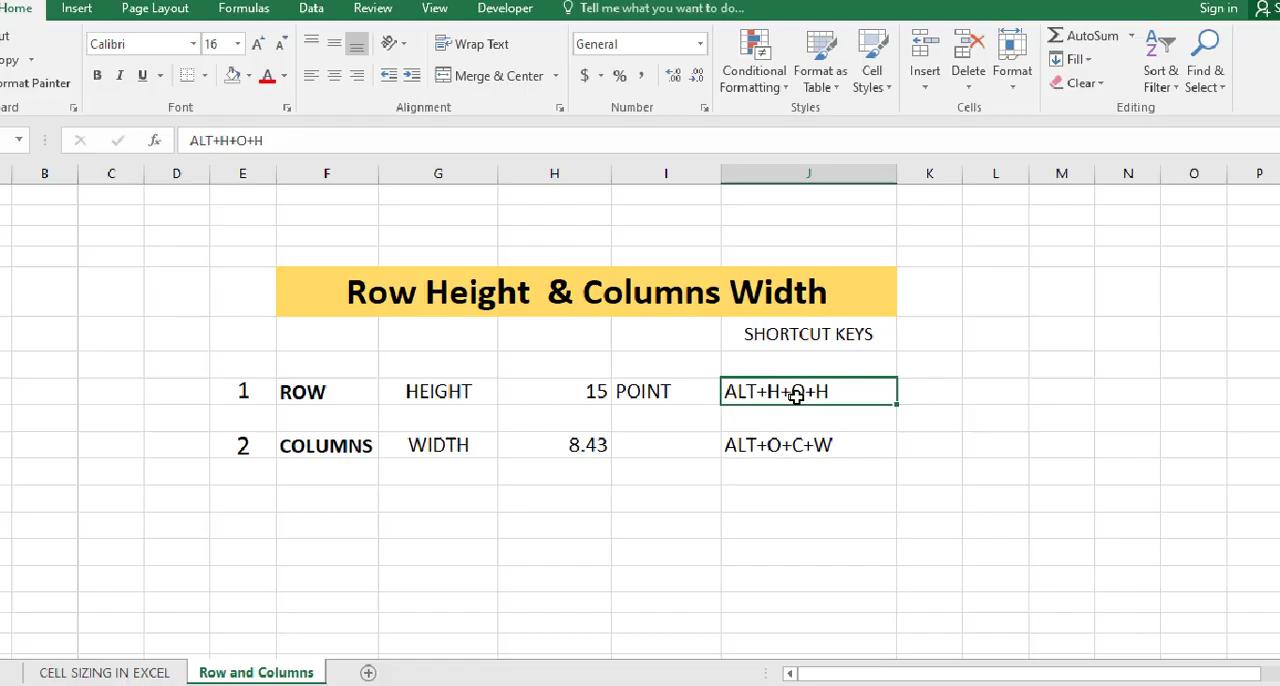 Home Insert Page Layout Formulas Data Review View Developer Tell me what you want to do... Sign in
Calibri 16 A A Wrap Text General AutoSum
Format Painter B I U A Merge & Center $ % , Conditional Formatting Format as Table Cell Styles Insert Delete Format Fill Clear Sort & Filter Find & Select
Font Alignment Number Styles Cells Editing
fx ALT+H+O+H
B C D E F G H I J K L M N O P
Row Height & Columns Width
SHORTCUT KEYS
1 ROW HEIGHT 15 POINT ALT+H+O+H
2 COLUMNS WIDTH 8.43 ALT+O+C+W
CELL SIZING IN EXCEL Row and Columns